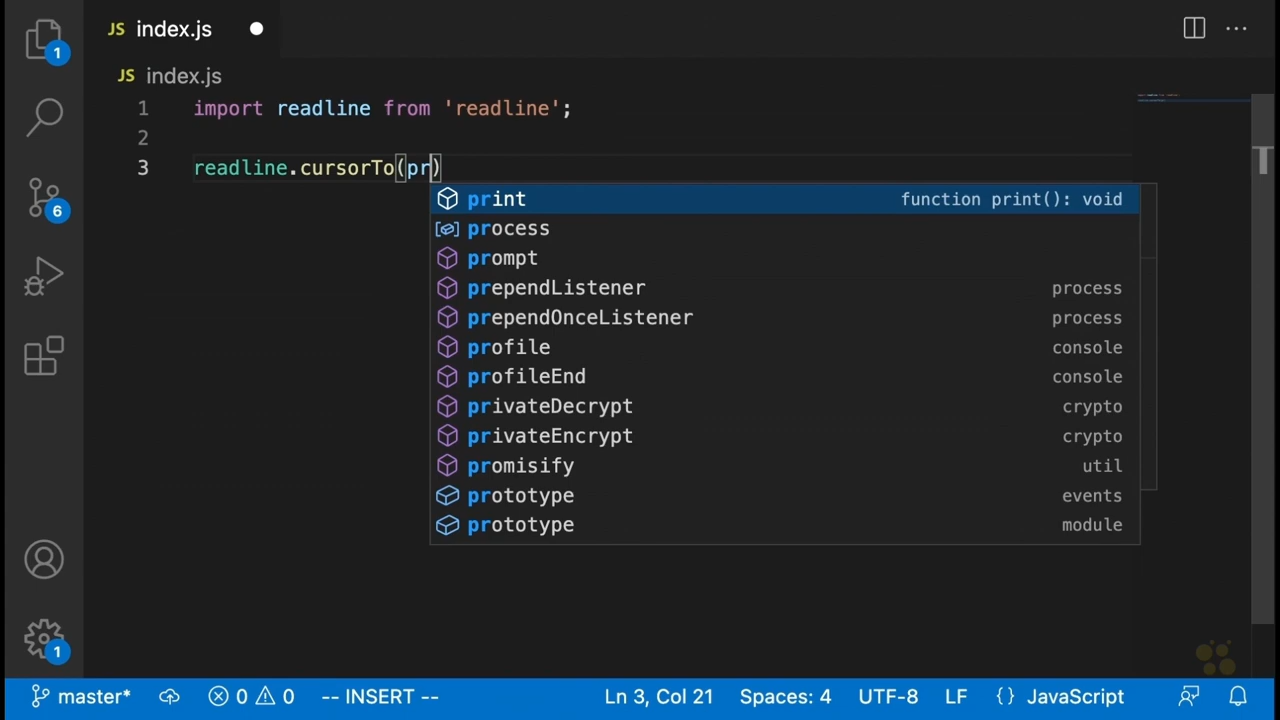 JS index.js
JS index.js
1 import readline from 'readline';
2
3 readline.cursorTo(pr)
print function print(): void
process
prompt
prependListener process
prependOnceListener process
profile console
profileEnd console
privateDecrypt crypto
privateEncrypt crypto
promisify util
prototype events
prototype module
1
6
1
master* 0 0 -- INSERT -- Ln 3, Col 21 Spaces: 4 UTF-8 LF {} JavaScript